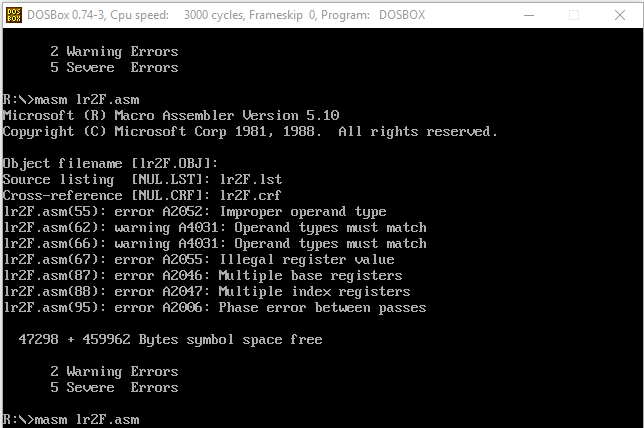 DOS
BOX
DOSBox 0.74-3, Cpu speed: 3000 cycles, Frameskip 0, Program: DOSBOX
2 Warning Errors
5 Severe  Errors
R:\>masm lr2F.asm
Microsoft (R) Macro Assembler Version 5.10
Copyright (C) Microsoft Corp 1981, 1988.  All rights reserved.
Object filename [lr2F.OBJ]:
Source listing  [NUL.LST]: lr2F.lst
Cross-reference [NUL.CRF]: lr2F.crf
lr2F.asm(55): error A2052: Improper operand type
lr2F.asm(62): warning A4031: Operand types must match
lr2F.asm(66): warning A4031: Operand types must match
lr2F.asm(67): error A2055: Illegal register value
lr2F.asm(87): error A2046: Multiple base registers
lr2F.asm(88): error A2047: Multiple index registers
lr2F.asm(95): error A2006: Phase error between passes
47298 + 459962 Bytes symbol space free
2 Warning Errors
5 Severe  Errors
R:\>masm lr2F.asm